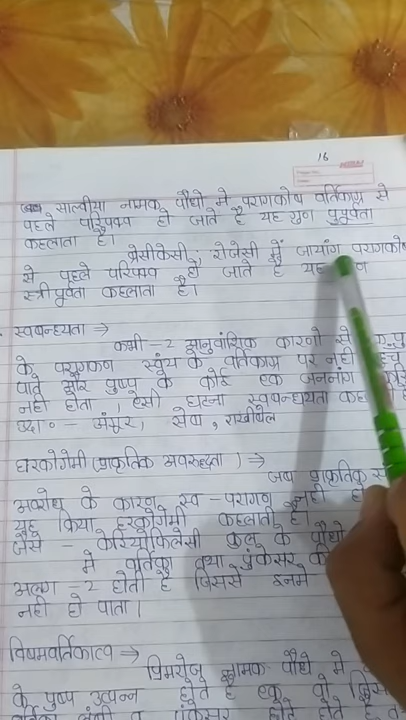 16
साल्वीया नामक पौधो मे परागकोष वर्तिकाग्र से
पहले परिपक्व हो जाते है यह गुण पुंपूर्वता
कहलाता है।
ब्रेसीकेसी, रोजेसी में जायांग परागकोष
से पहले परिपक्व हो जाते है यह गुण
स्त्रीपूर्वता कहलाता है।
स्वबन्ध्यता ⇒
कभी-2 आनुवांशिक कारणो से
के परागकण स्वंय के वर्तिकाग्र पर नही
पाते और पुष्प के कोई एक जननांग
नही होता, ऐसी घटना स्वबन्ध्यता
उदा० - अंगूर, सेव, राखीबेल
हरकोगेमी (प्राकृतिक अवरुद्धता) ⇒
जब प्राकृतिक
अवरोध के कारण स्व-परागण नही हो
यह क्रिया हरकोगेमी कहलाती है।
जैसे - केरियोफिलेसी कुल के पौधो
मे वर्तिका तथा पुंकेसर की
अलग-2 होती है जिससे इनमे
नही हो पाता।
विषमवर्तिकात्व ⇒
प्रिमरोज नामक पौधे मे
के पुष्प उत्पन्न होते है एक वो